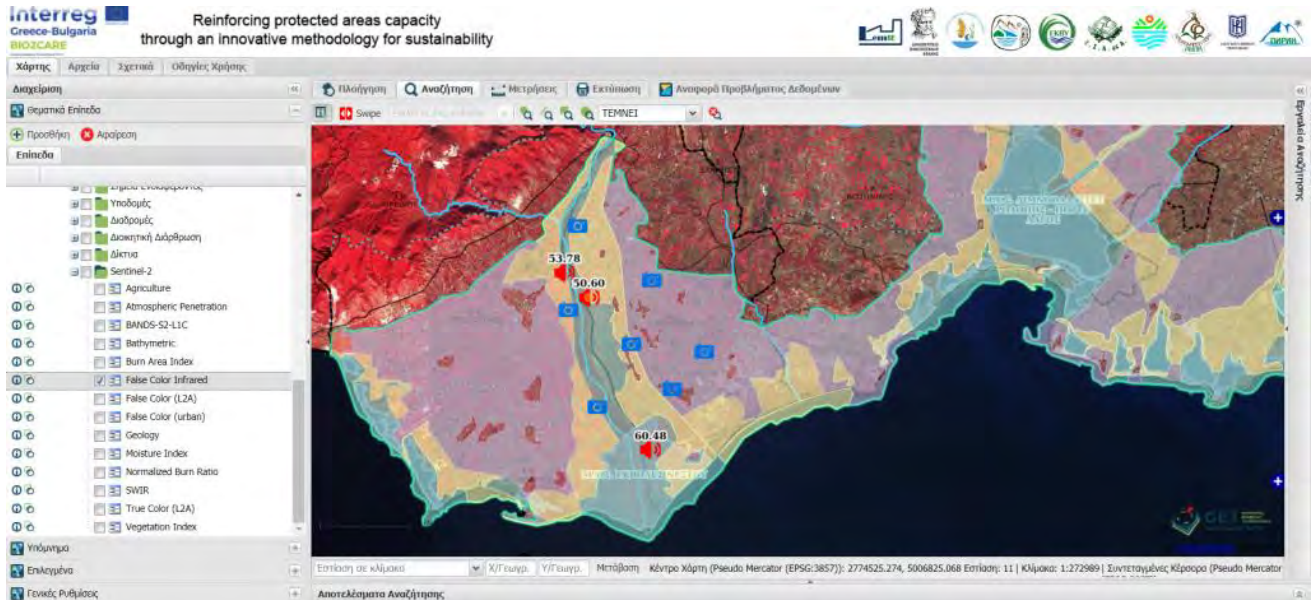 Interreg
Greece-Bulgaria
BIO2CARE
Reinforcing protected areas capacity
through an innovative methodology for sustainability
Χάρτης Αρχεία Σχετικά Οδηγίες Χρήσης
Διαχείριση
Πλοήγηση Αναζήτηση Μετρήσεις Εκτύπωση Αναφορά Προβλήματος Δεδομένων
Θεματικά Επίπεδα
Swipe ΤΕΜΝΕΙ
Εργαλεία Αναζήτησης
Προσθήκη Αφαίρεση
Επίπεδα
Σημεία Ενδιαφέροντος
Υποδομές
Διαδρομές
Διοικητική Διάρθρωση
Δίκτυα
Sentinel-2
Agriculture
Atmospheric Penetration
BANDS-S2-L1C
Bathymetric
Burn Area Index
False Color Infrared
False Color (L2A)
False Color (urban)
Geology
Moisture Index
Normalized Burn Ratio
SWIR
True Color (L2A)
Vegetation Index
53.78
50.60
60.48
GET
Υπόμνημα
Επιλεγμένα
Γενικές Ρυθμίσεις
Εστίαση σε κλίμακα Χ/Γεωγρ. Υ/Γεωγρ. Μετάβαση Κέντρο Χάρτη (Pseudo Mercator (EPSG:3857)): 2774525.274, 5006825.068 Εστίαση: 11 | Κλίμακα: 1:272989 | Συντεταγμένες Κέρσορα (Pseudo Mercator
Αποτελέσματα Αναζήτησης